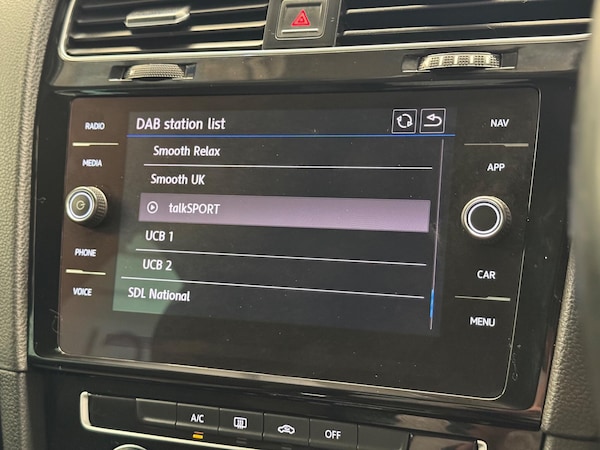 DAB station list
Smooth Relax
Smooth UK
talkSPORT
UCB 1
UCB 2
SDL National
RADIO
MEDIA
PHONE
VOICE
NAV
APP
CAR
MENU
A/C
OFF